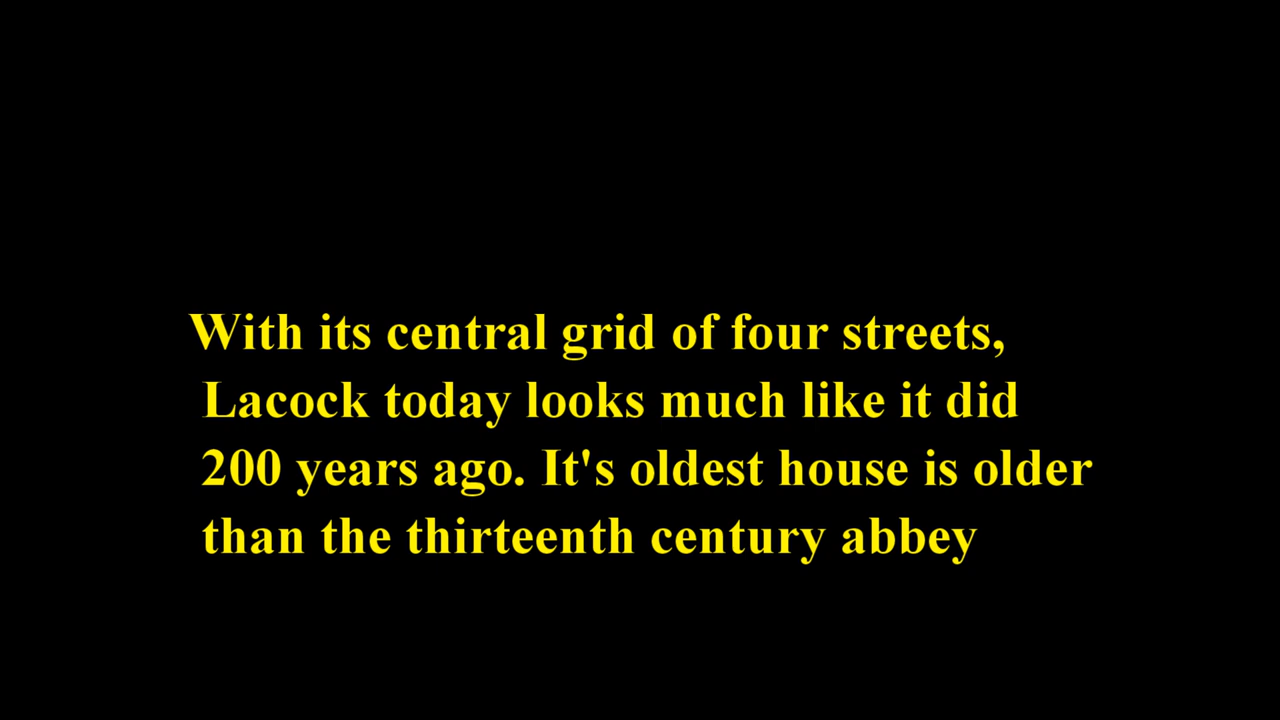 With its central grid of four streets,
Lacock today looks much like it did
200 years ago. It's oldest house is older
than the thirteenth century abbey